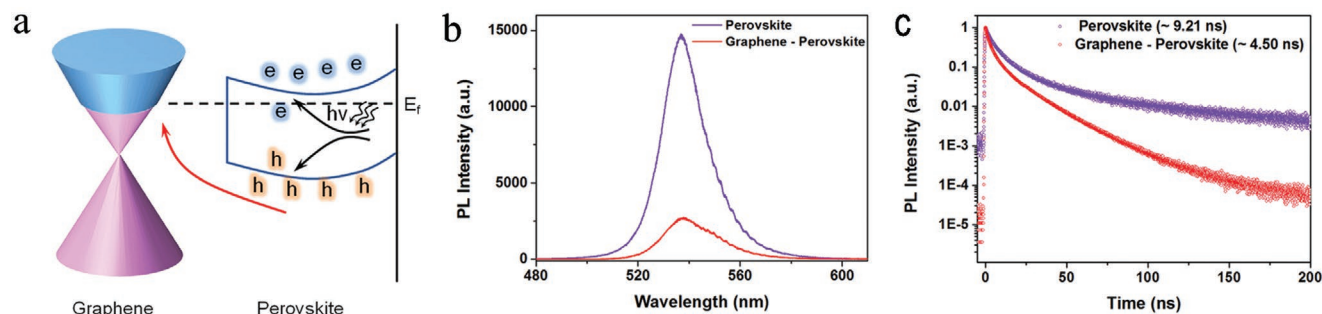 a
e e e e
e
hν
E_f
h
h h h h
Graphene
Perovskite
b
Perovskite
Graphene - Perovskite
PL Intensity (a.u.)
15000
10000
5000
0
480
520
560
600
Wavelength (nm)
c
Perovskite (~ 9.21 ns)
Graphene - Perovskite (~ 4.50 ns)
PL Intensity (a.u.)
1
0.1
0.01
1E-3
1E-4
1E-5
0
50
100
150
200
Time (ns)